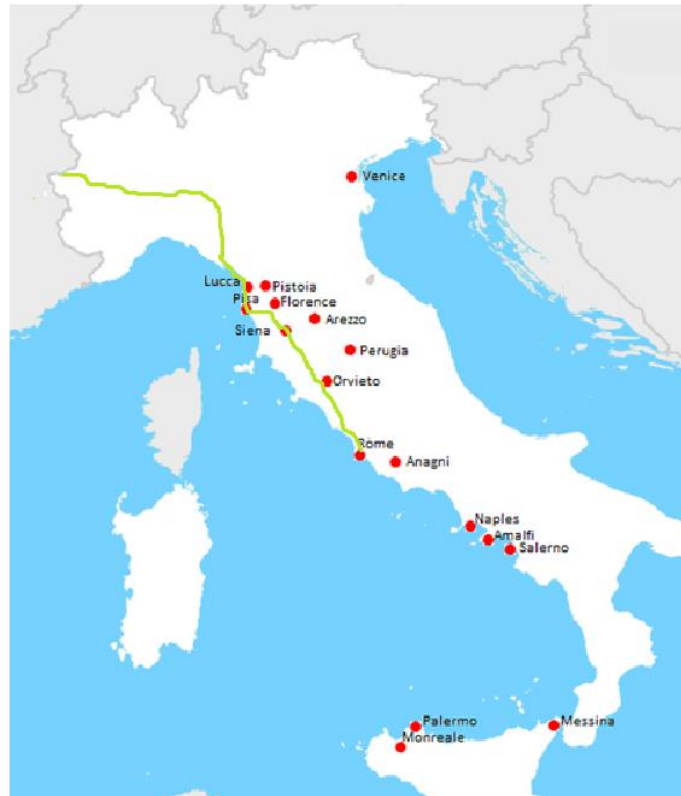 Venice
Lucca
Pistoia
Pisa
Florence
Siena
Arezzo
Perugia
Orvieto
Rome
Anagni
Naples
Amalfi
Salerno
Palermo
Messina
Monreale